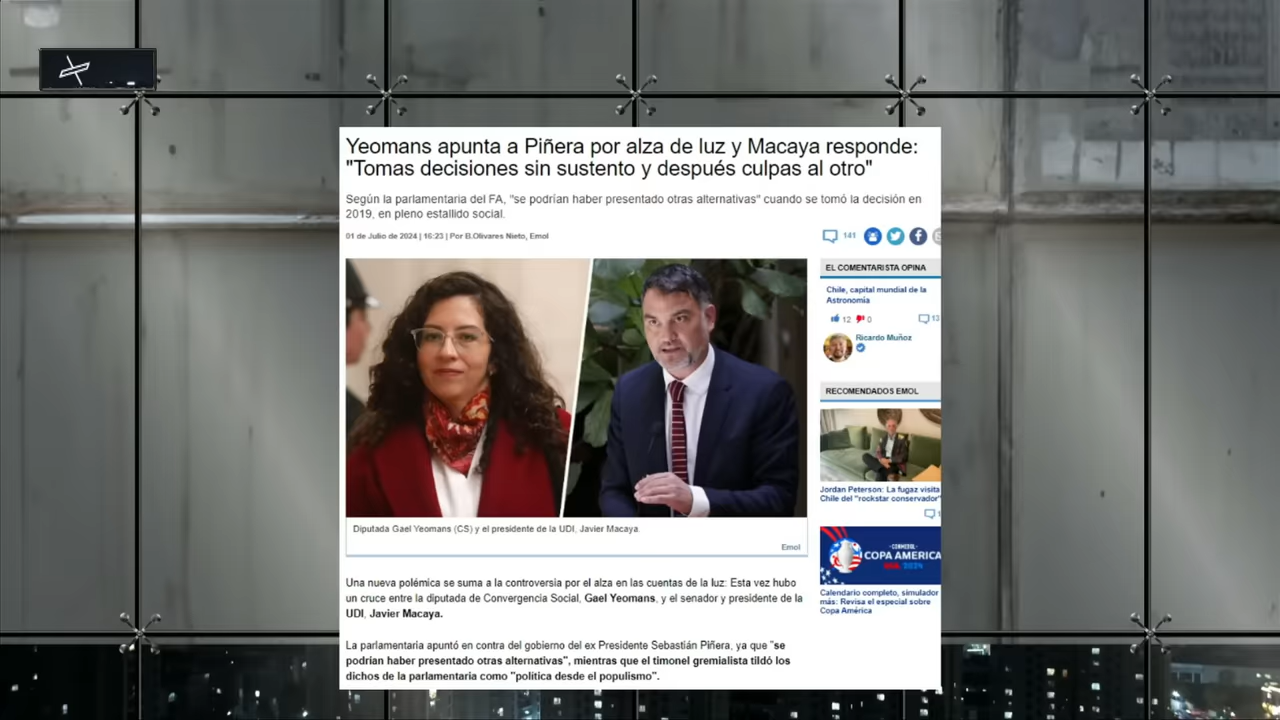 Yeomans apunta a Piñera por alza de luz y Macaya responde:
"Tomas decisiones sin sustento y después culpas al otro"
Según la parlamentaria del FA, "se podrían haber presentado otras alternativas" cuando se tomó la decisión en
2019, en pleno estallido social.
01 de Julio de 2024 | 16:23 | Por B.Olivares Nieto, Emol
141
EL COMENTARISTA OPINA
Chile, capital mundial de la
Astronomía
12 0 13
Ricardo Muñoz
RECOMENDADOS EMOL
Jordan Peterson: La fugaz visita
Chile del "rockstar conservador"
CONMEBOL
COPA AMERICA
USA 2024
Calendario completo, simulador
más: Revisa el especial sobre
Copa América
Diputada Gael Yeomans (CS) y el presidente de la UDI, Javier Macaya.
Emol
Una nueva polémica se suma a la controversia por el alza en las cuentas de la luz: Esta vez hubo
un cruce entre la diputada de Convergencia Social, Gael Yeomans, y el senador y presidente de la
UDI, Javier Macaya.
La parlamentaria apuntó en contra del gobierno del ex Presidente Sebastián Piñera, ya que "se
podrían haber presentado otras alternativas", mientras que el timonel gremialista tildó los
dichos de la parlamentaria como "política desde el populismo".